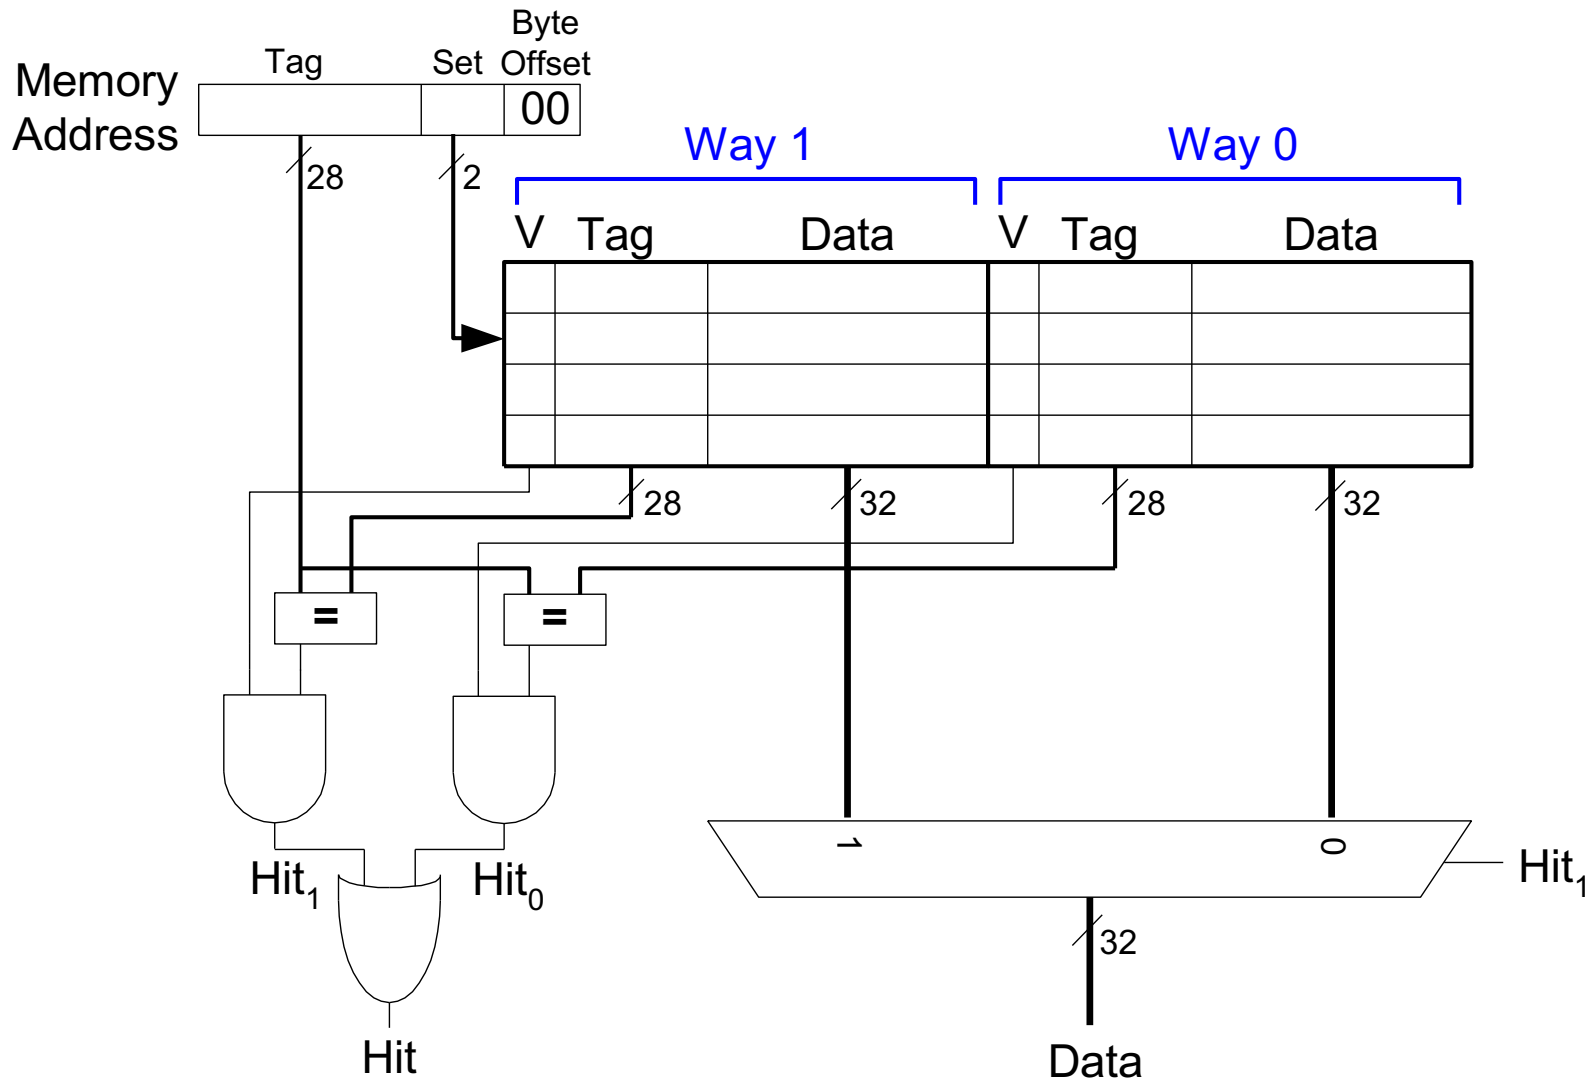 Byte
Tag Set Offset
Memory Address
00
28
2
Way 1 Way 0
V Tag Data V Tag Data
28 32 28 32
= =
1 0
Hit1 Hit0 Hit1
32
Hit Data